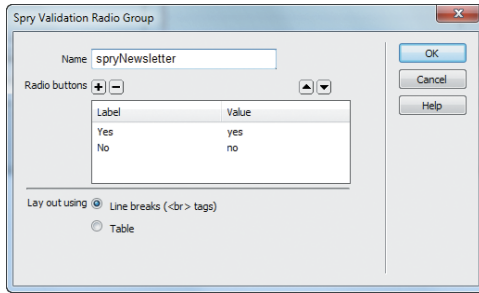 Spry Validation Radio Group
Name spryNewsletter
OK
Radio buttons
Cancel
Help
Label Value
Yes yes
No no
Lay out using Line breaks (<br> tags)
Table